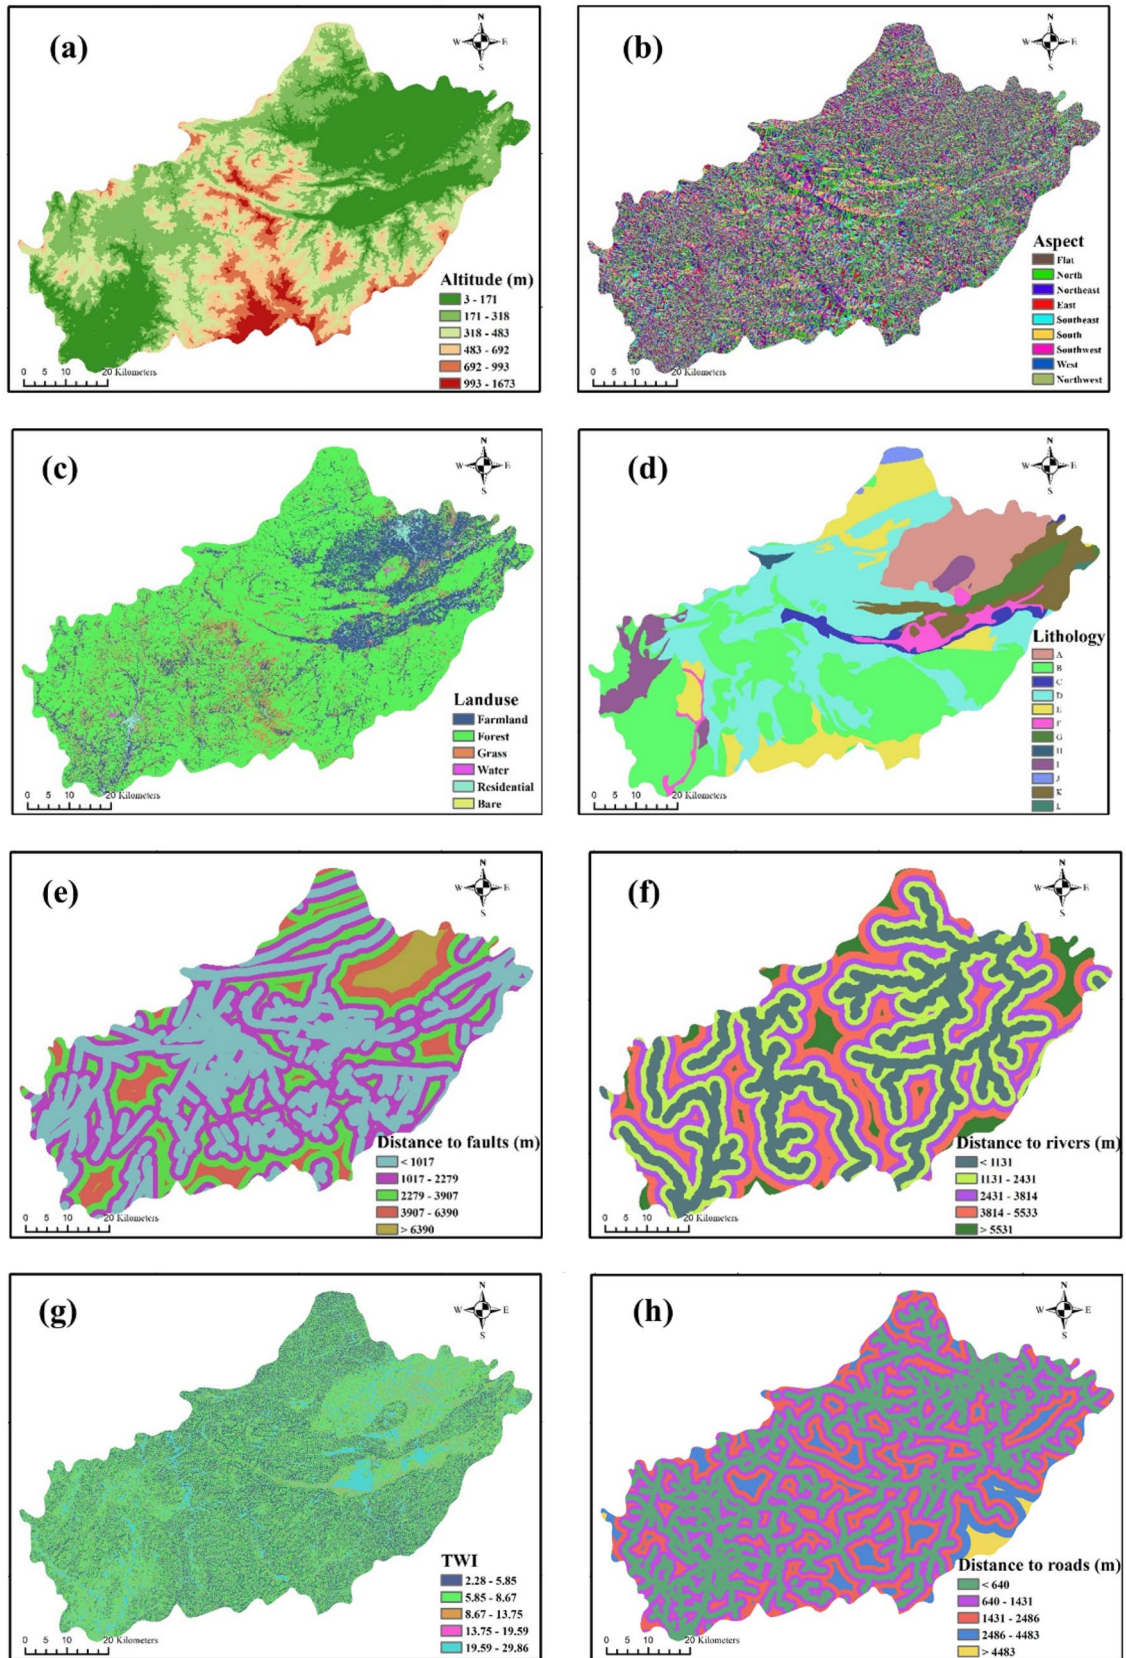 (a)
N
W E
S
Altitude (m)
3 - 171
171 - 318
318 - 483
483 - 692
692 - 993
993 - 1673
0 5 10 20 Kilometers
(b)
N
W E
S
Aspect
Flat
North
Northeast
East
Southeast
South
Southwest
West
Northwest
0 5 10 20 Kilometers
(c)
N
W E
S
Landuse
Farmland
Forest
Grass
Water
Residential
Bare
0 5 10 20 Kilometers
(d)
N
W E
S
Lithology
A
B
C
D
E
F
G
H
I
J
K
L
0 5 10 20 Kilometers
(e)
N
W E
S
Distance to faults (m)
< 1017
1017 - 2279
2279 - 3907
3907 - 6390
> 6390
0 5 10 20 Kilometers
(f)
N
W E
S
Distance to rivers (m)
< 1131
1131 - 2431
2431 - 3814
3814 - 5533
> 5531
0 5 10 20 Kilometers
(g)
N
W E
S
TWI
2.28 - 5.85
5.85 - 8.67
8.67 - 13.75
13.75 - 19.59
19.59 - 29.86
0 5 10 20 Kilometers
(h)
N
W E
S
Distance to roads (m)
< 640
640 - 1431
1431 - 2486
2486 - 4483
> 4483
0 5 10 20 Kilometers